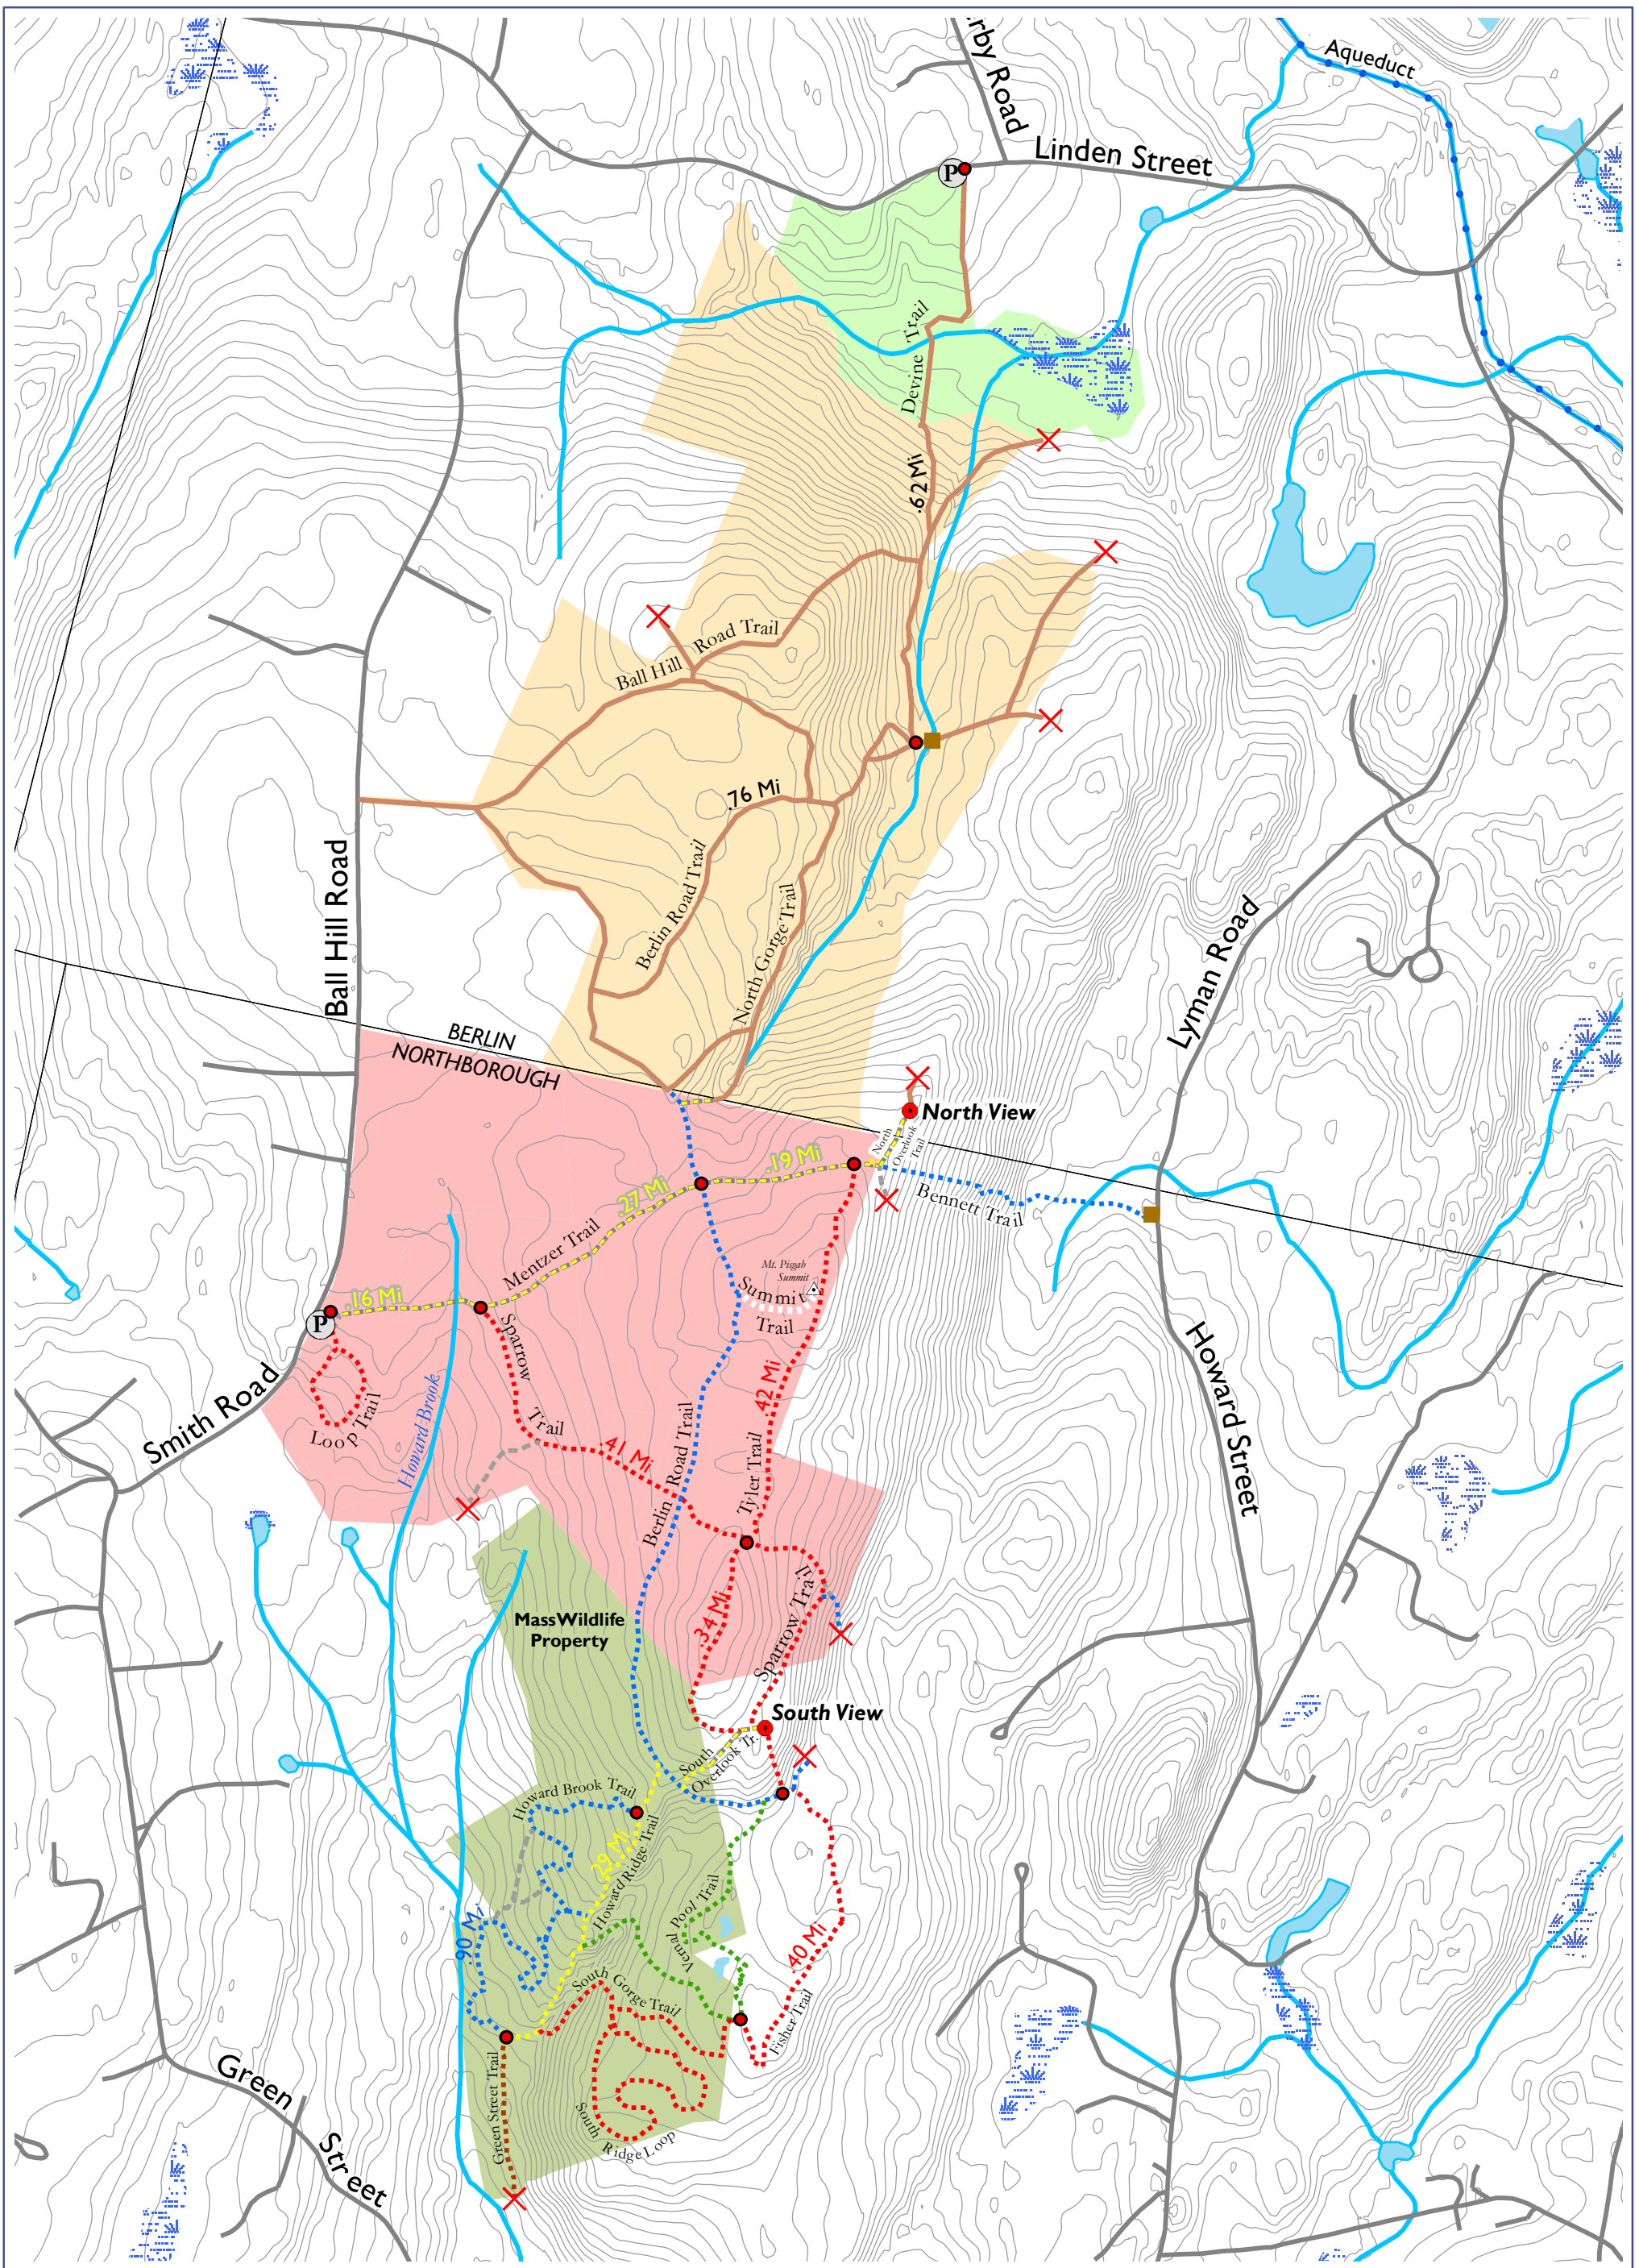 Aqueduct
rby Road
Linden Street
P
Devine Trail
.62 Mi
Ball Hill Road Trail
.76 Mi
Berlin Road Trail
North Gorge Trail
Ball Hill Road
Lyman Road
BERLIN
NORTHBOROUGH
North View
North
Overlook
Trail
.19 Mi
.27 Mi
Bennett Trail
Mentzer Trail
Mt. Pisgah
Summit
Summit
Trail
.16 Mi
P
Sparrow
Trail
Smith Road
Loop Trail
Howard Brook
.42 Mi
Howard Street
.41 Mi
Berlin Road Trail
Tyler Trail
MassWildlife
Property
.34 Mi
Sparrow Trail
South View
South
Overlook Tr.
Howard Brook Trail
.29 Mi
Howard Ridge Trail
Vernal Pool Trail
.90 Mi
.40 Mi
South Gorge Trail
Fisher Trail
Green Street Trail
South
Ridge Loop
Green
Street